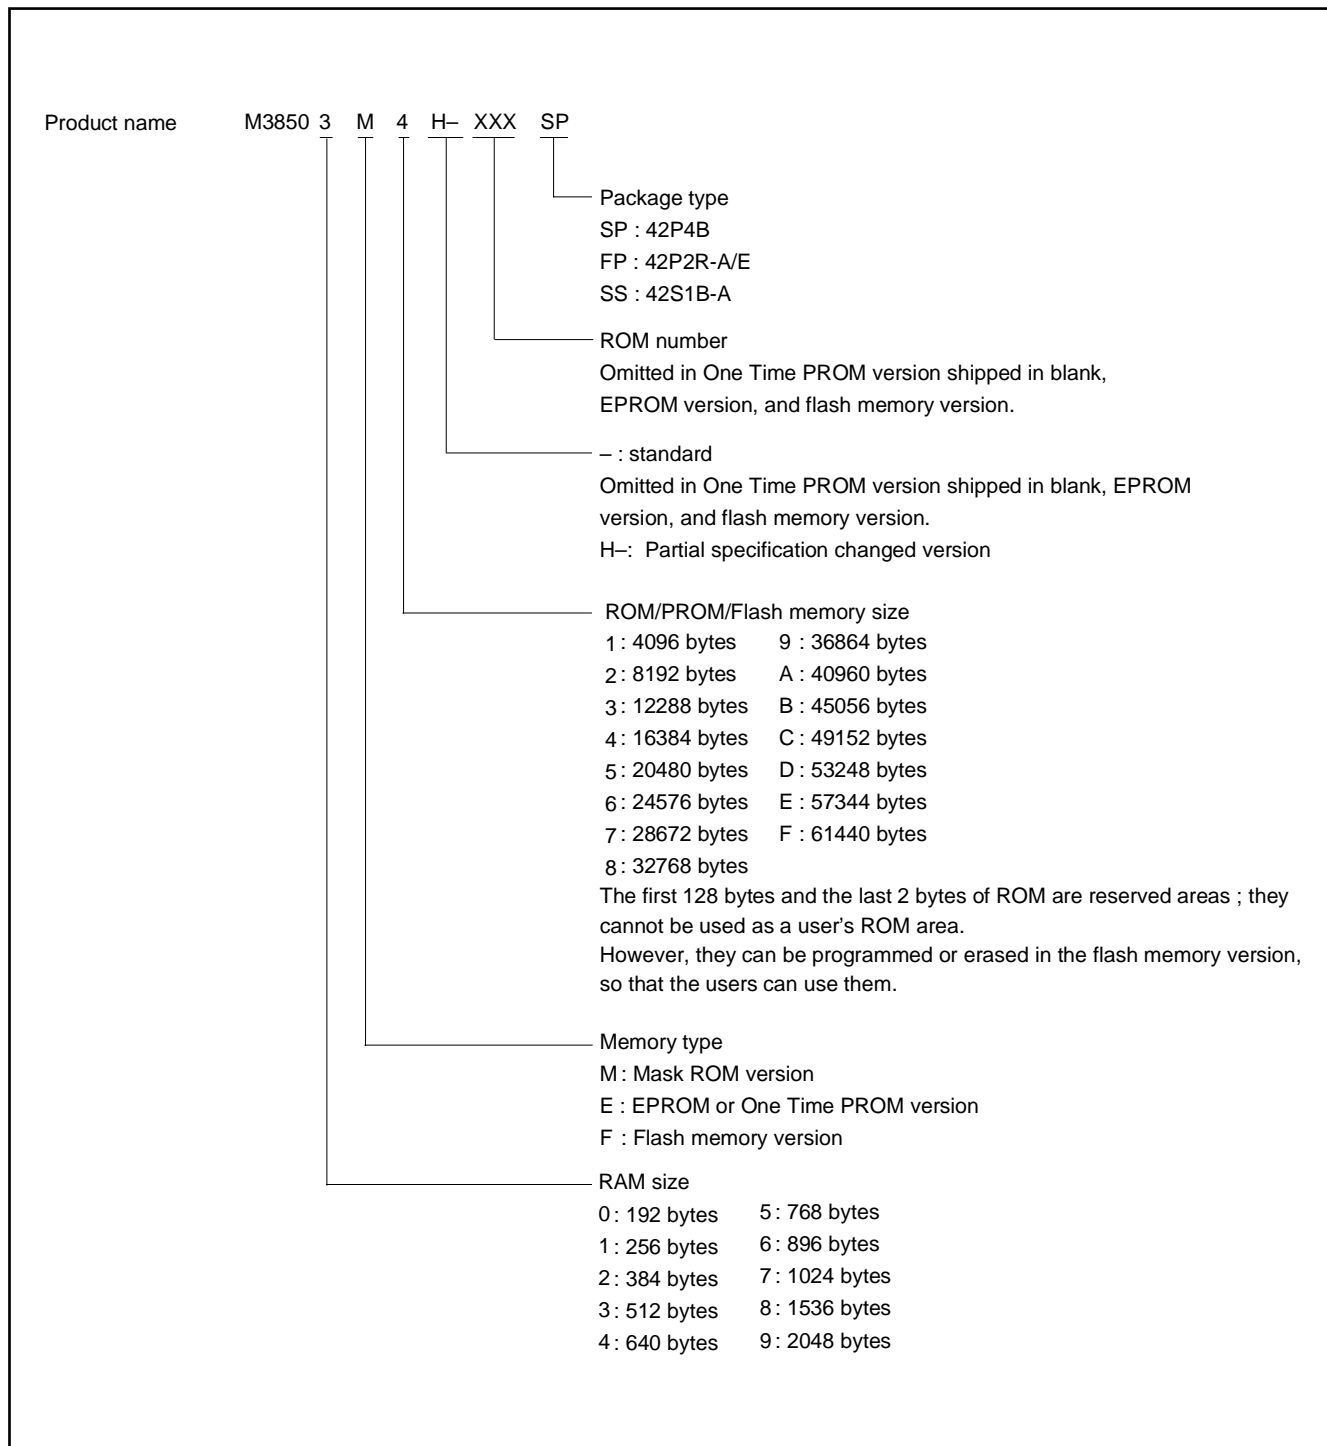 Product name M3850 3 M 4 H– XXX SP
Package type
SP : 42P4B
FP : 42P2R-A/E
SS : 42S1B-A
ROM number
Omitted in One Time PROM version shipped in blank,
EPROM version, and flash memory version.
– : standard
Omitted in One Time PROM version shipped in blank, EPROM
version, and flash memory version.
H–: Partial specification changed version
ROM/PROM/Flash memory size
1 : 4096 bytes 9 : 36864 bytes
2 : 8192 bytes A : 40960 bytes
3 : 12288 bytes B : 45056 bytes
4 : 16384 bytes C : 49152 bytes
5 : 20480 bytes D : 53248 bytes
6 : 24576 bytes E : 57344 bytes
7 : 28672 bytes F : 61440 bytes
8 : 32768 bytes
The first 128 bytes and the last 2 bytes of ROM are reserved areas ; they
cannot be used as a user’s ROM area.
However, they can be programmed or erased in the flash memory version,
so that the users can use them.
Memory type
M : Mask ROM version
E : EPROM or One Time PROM version
F : Flash memory version
RAM size
0 : 192 bytes 5 : 768 bytes
1 : 256 bytes 6 : 896 bytes
2 : 384 bytes 7 : 1024 bytes
3 : 512 bytes 8 : 1536 bytes
4 : 640 bytes 9 : 2048 bytes